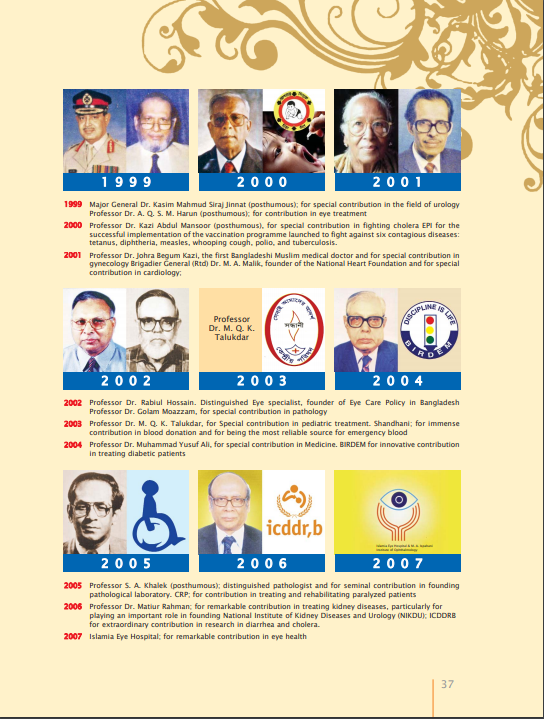 1999
2000
2001
1999 Major General Dr. Kasim Mahmud Siraj Jinnat (posthumous); for special contribution in the field of urology
Professor Dr. A. Q. S. M. Harun (posthumous); for contribution in eye treatment
2000 Professor Dr. Kazi Abdul Mansoor (posthumous), for special contribution in fighting cholera EPI for the
successful implementation of the vaccination programme launched to fight against six contagious diseases:
tetanus, diphtheria, measles, whooping cough, polio, and tuberculosis.
2001 Professor Dr. Johra Begum Kazi, the first Bangladeshi Muslim medical doctor and for special contribution in
gynecology Brigadier General (Rtd) Dr. M. A. Malik, founder of the National Heart Foundation and for special
contribution in cardiology;
Professor
Dr. M. Q. K.
Talukdar
সন্ধানী
কেন্দ্রীয় পরিষদ
DISCIPLINE IS LIFE
BIRDEM
2002
2003
2004
2002 Professor Dr. Rabiul Hossain. Distinguished Eye specialist, founder of Eye Care Policy in Bangladesh
Professor Dr. Golam Moazzam, for special contribution in pathology
2003 Professor Dr. M. Q. K. Talukdar, for Special contribution in pediatric treatment. Shandhani; for immense
contribution in blood donation and for being the most reliable source for emergency blood
2004 Professor Dr. Muhammad Yusuf Ali, for special contribution in Medicine. BIRDEM for innovative contribution
in treating diabetic patients
icddr,b
Islamia Eye Hospital &
Institute of Ophthalmology
2005
2006
2007
2005 Professor S. A. Khalek (posthumous); distinguished pathologist and for seminal contribution in founding
pathological laboratory. CRP; for contribution in treating and rehabilitating paralyzed patients
2006 Professor Dr. Matiur Rahman; for remarkable contribution in treating kidney diseases, particularly for
playing an important role in founding National Institute of Kidney Diseases and Urology (NIKDU); ICDDRB
for extraordinary contribution in research in diarrhea and cholera.
2007 Islamia Eye Hospital; for remarkable contribution in eye health
37